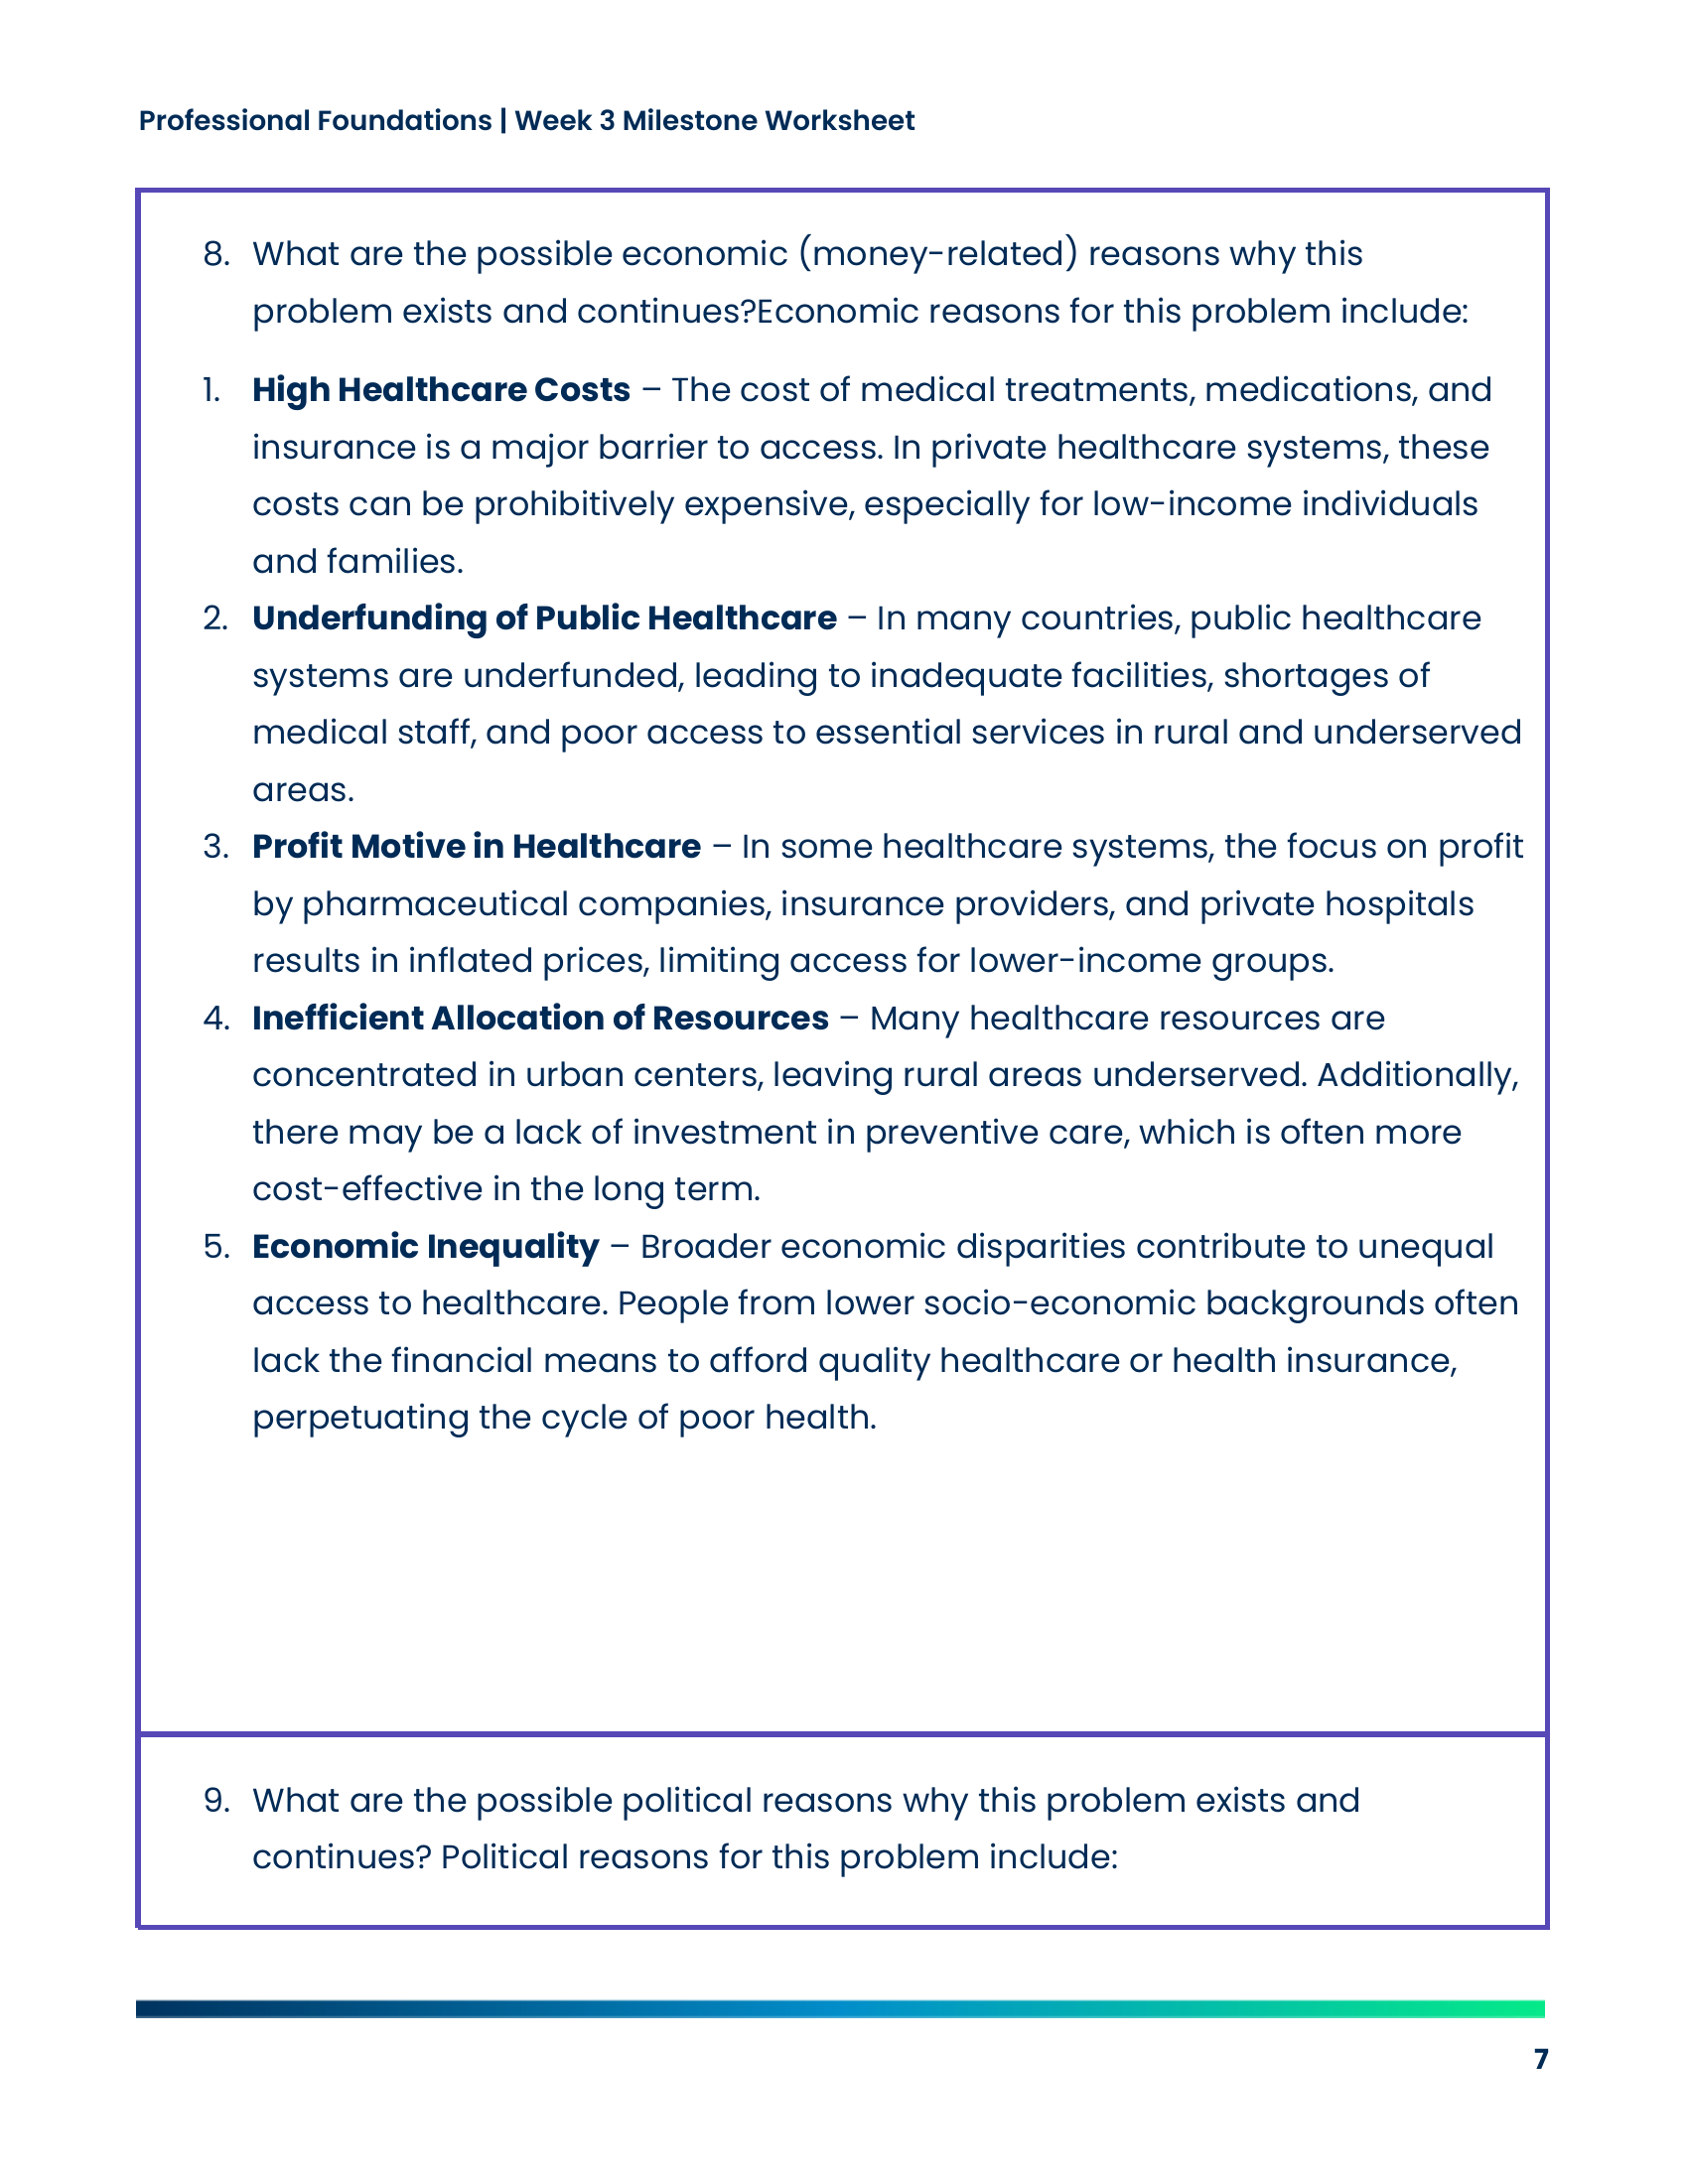 Professional Foundations | Week 3 Milestone Worksheet
8. What are the possible economic (money-related) reasons why this
problem exists and continues?Economic reasons for this problem include:
1. High Healthcare Costs – The cost of medical treatments, medications, and
insurance is a major barrier to access. In private healthcare systems, these
costs can be prohibitively expensive, especially for low-income individuals
and families.
2. Underfunding of Public Healthcare – In many countries, public healthcare
systems are underfunded, leading to inadequate facilities, shortages of
medical staff, and poor access to essential services in rural and underserved
areas.
3. Profit Motive in Healthcare – In some healthcare systems, the focus on profit
by pharmaceutical companies, insurance providers, and private hospitals
results in inflated prices, limiting access for lower-income groups.
4. Inefficient Allocation of Resources – Many healthcare resources are
concentrated in urban centers, leaving rural areas underserved. Additionally,
there may be a lack of investment in preventive care, which is often more
cost-effective in the long term.
5. Economic Inequality – Broader economic disparities contribute to unequal
access to healthcare. People from lower socio-economic backgrounds often
lack the financial means to afford quality healthcare or health insurance,
perpetuating the cycle of poor health.
9. What are the possible political reasons why this problem exists and
continues? Political reasons for this problem include:
7